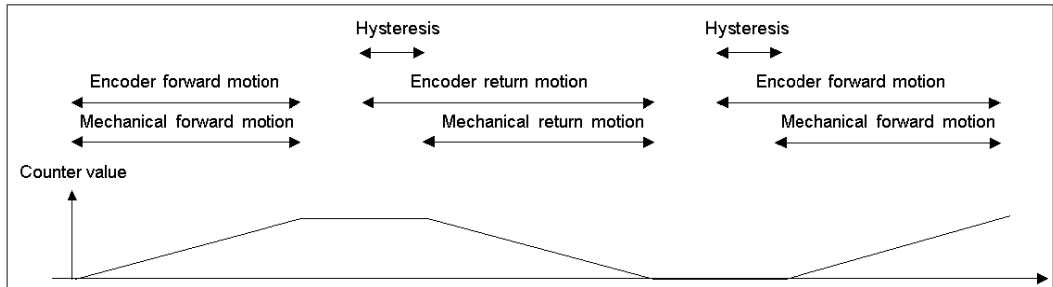 Hysteresis Hysteresis
Encoder forward motion Encoder return motion Encoder forward motion
Mechanical forward motion Mechanical return motion Mechanical forward motion
Counter value